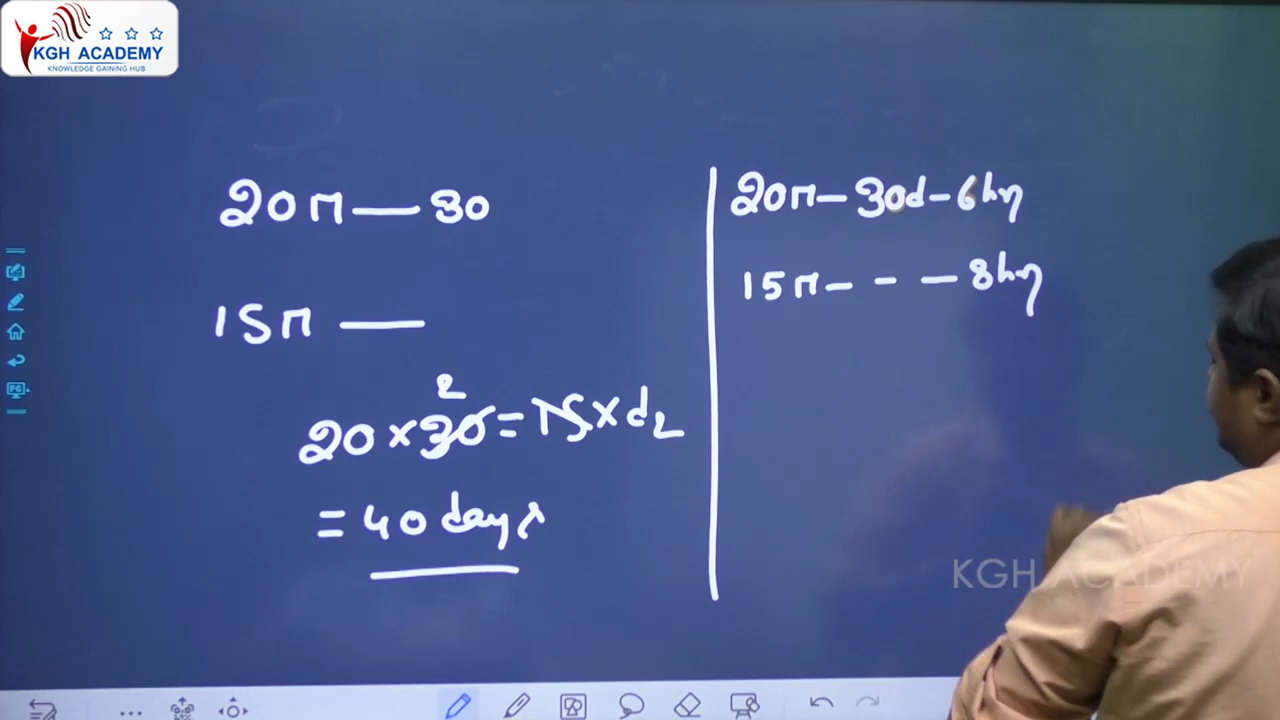 KGH ACADEMY
KNOWLEDGE GAINING HUB
20M — 30
15M —
2
20 × 30 = 15 × d2
= 40 days
20M - 30d - 6hr
15M - - - 8hr
KGH ACADEMY
PC